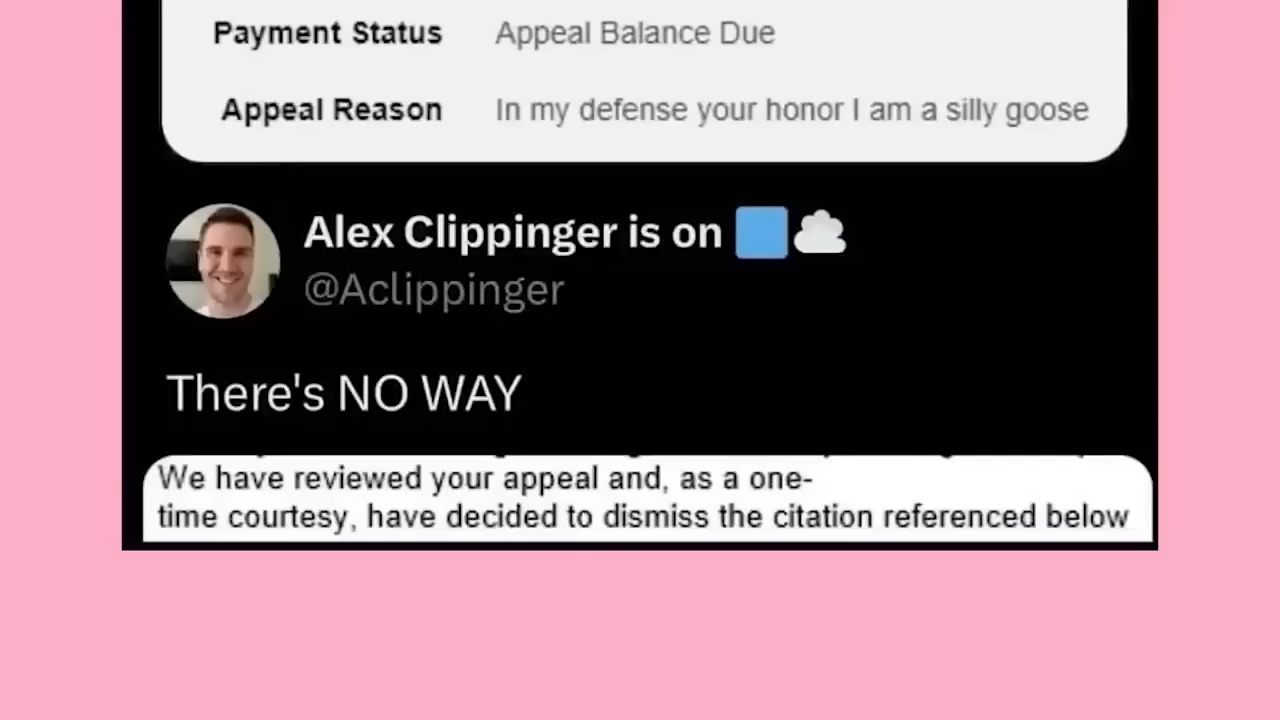 Payment Status Appeal Balance Due
Appeal Reason In my defense your honor I am a silly goose
Alex Clippinger is on 🟦☁️
@Aclippinger
There's NO WAY
We have reviewed your appeal and, as a one-
time courtesy, have decided to dismiss the citation referenced below